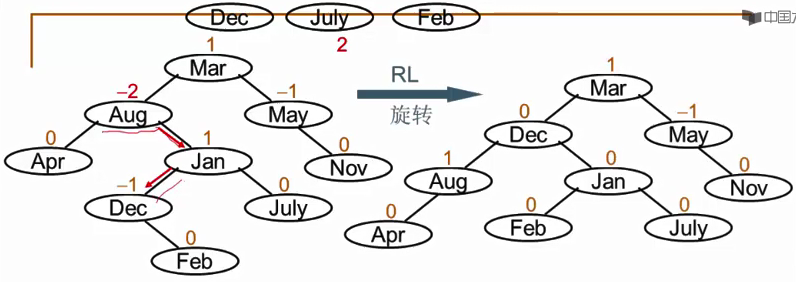 Dec July Feb
中国大
2
1
Mar
-2
Aug
-1
May
0
Apr
1
Jan
0
Nov
-1
Dec
0
July
0
Feb
RL
旋转
1
Mar
0
Dec
-1
May
1
Aug
0
Jan
0
Nov
0
Apr
0
Feb
0
July